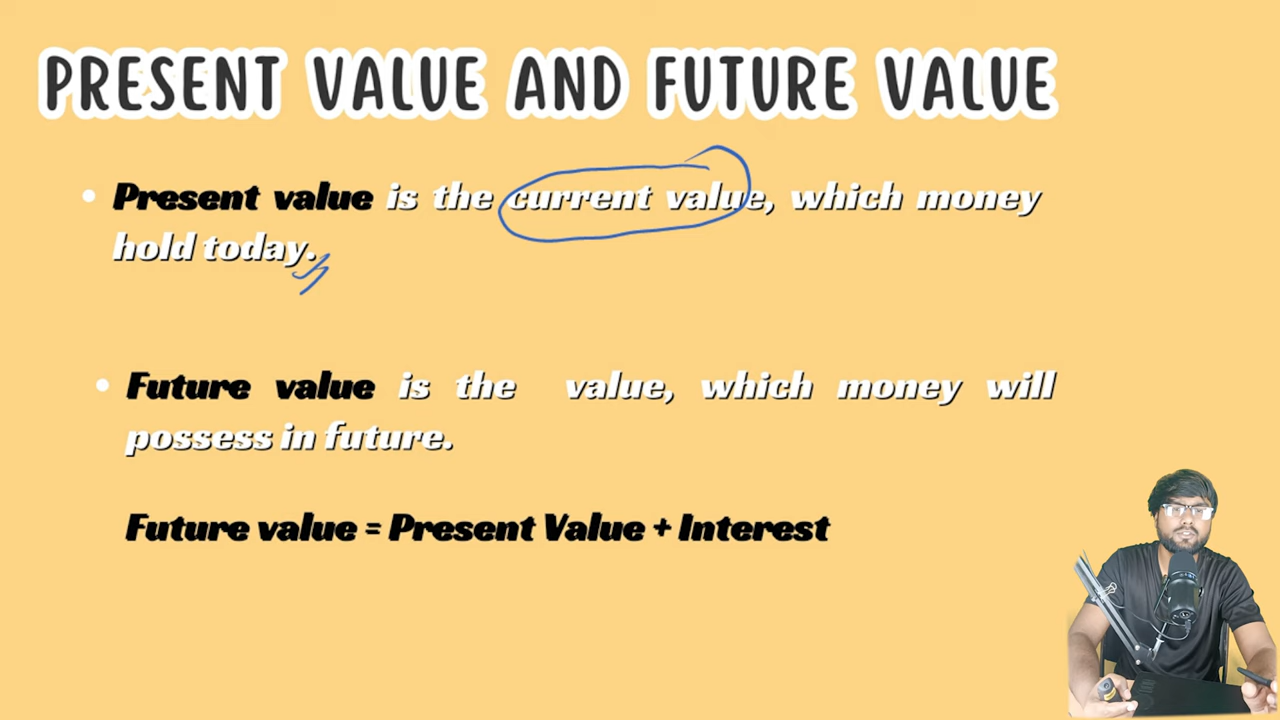 PRESENT VALUE AND FUTURE VALUE
• Present value is the current value, which money
hold today.
• Future value is the value, which money will
possess in future.
Future value = Present Value + Interest